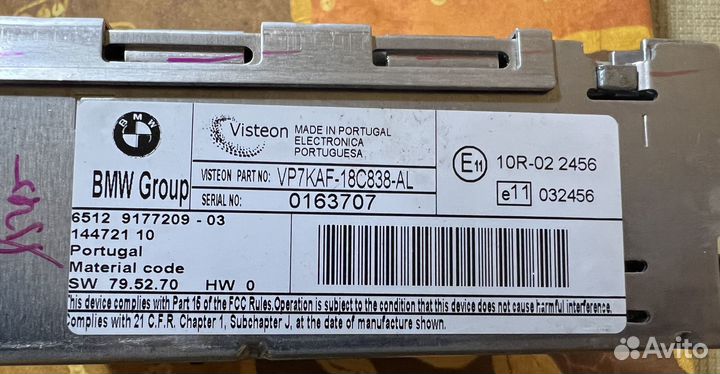 BMW
BMW Group
Visteon
MADE IN PORTUGAL
ELECTRONICA
PORTUGUESA
VISTEON PART NO: VP7KAF-18C838-AL
SERIAL NO: 0163707
E11 10R-02 2456
e11 032456
6512 9177209 - 03
144721 10
Portugal
Material code
SW 79.52.70 HW 0
This device complies with Part 15 of the FCC Rules.Operation is subject to the condition that this device does not cause harmful interference.
omplies with 21 C.F.R. Chapter 1, Subchapter J, at the date of manufacture shown.
Avito